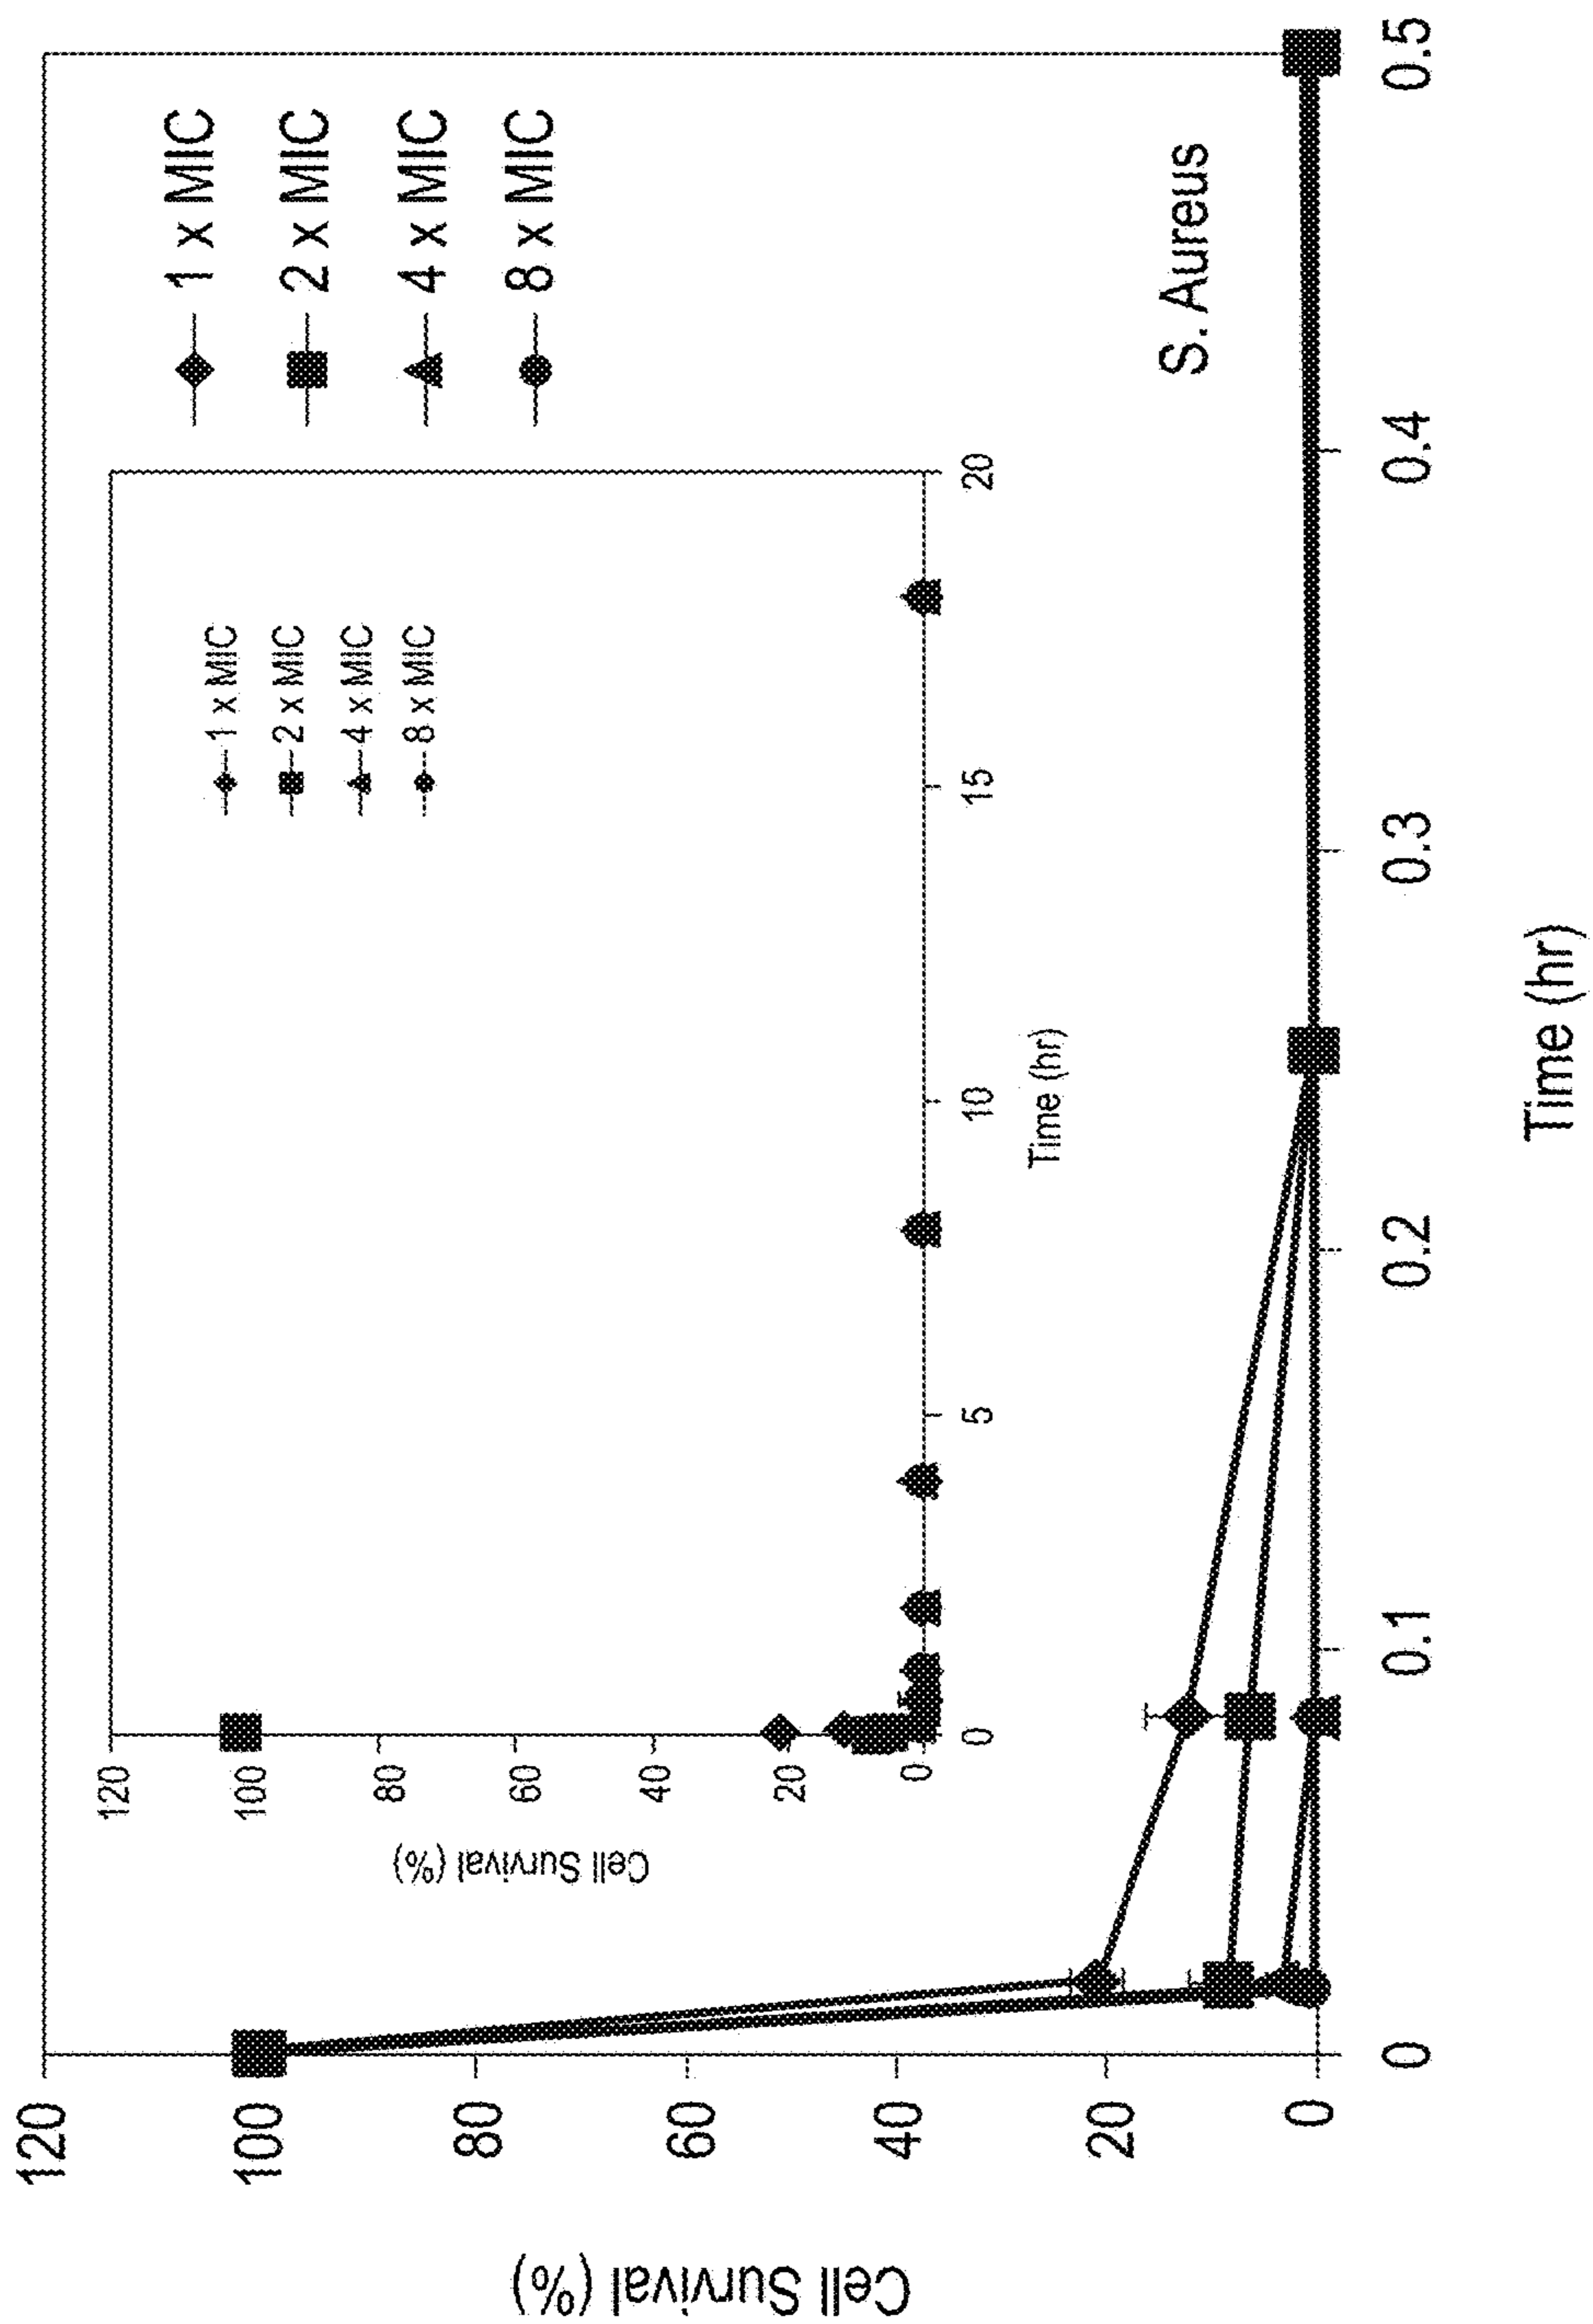 120
100
80
60
40
20
0
Cell Survival (%)
0
0.1
0.2
0.3
0.4
0.5
Time (hr)
1 x MIC
2 x MIC
4 x MIC
8 x MIC
S. Aureus
120
100
80
60
40
20
0
Cell Survival (%)
0
5
10
15
20
Time (hr)
1 x MIC
2 x MIC
4 x MIC
8 x MIC